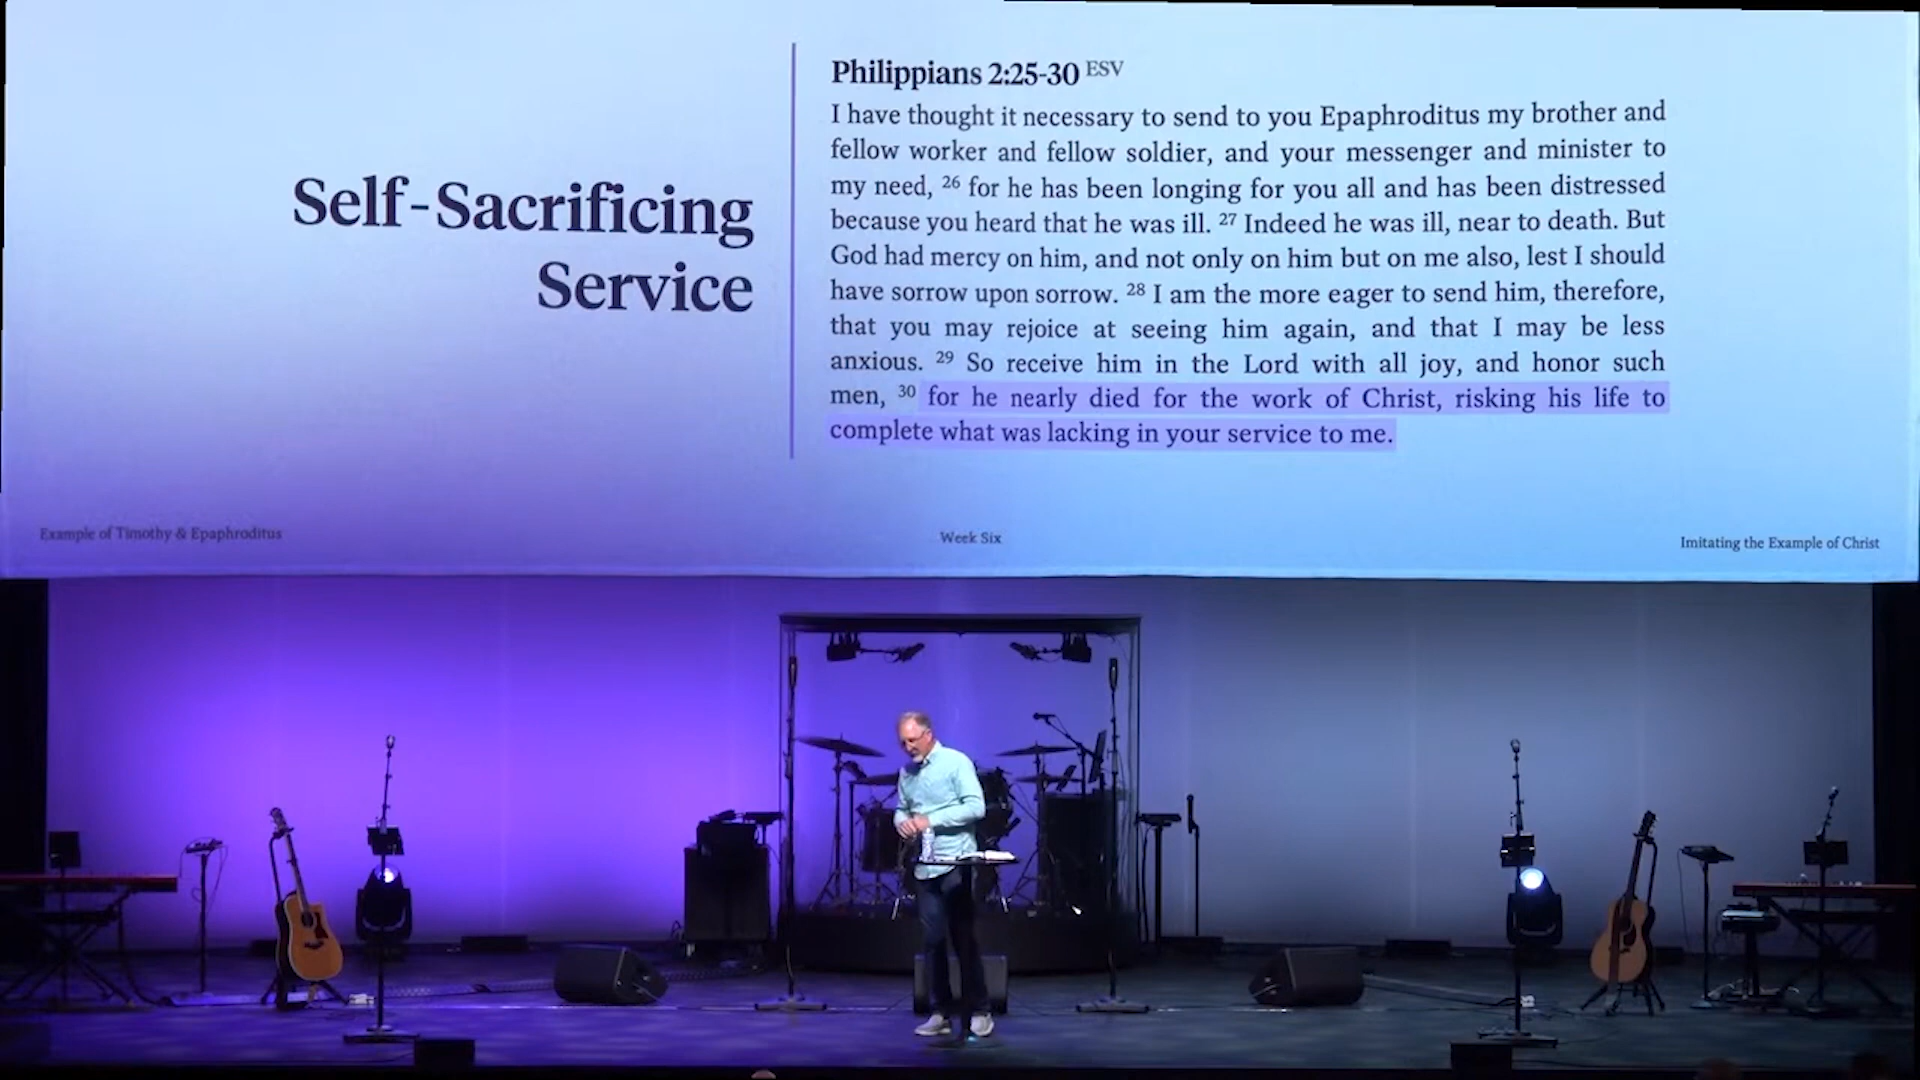 Self-Sacrificing
Service
Philippians 2:25-30 ESV
I have thought it necessary to send to you Epaphroditus my brother and
fellow worker and fellow soldier, and your messenger and minister to
my need, 26 for he has been longing for you all and has been distressed
because you heard that he was ill. 27 Indeed he was ill, near to death. But
God had mercy on him, and not only on him but on me also, lest I should
have sorrow upon sorrow. 28 I am the more eager to send him, therefore,
that you may rejoice at seeing him again, and that I may be less
anxious. 29 So receive him in the Lord with all joy, and honor such
men, 30 for he nearly died for the work of Christ, risking his life to
complete what was lacking in your service to me.
Example of Timothy & Epaphroditus
Week Six
Imitating the Example of Christ